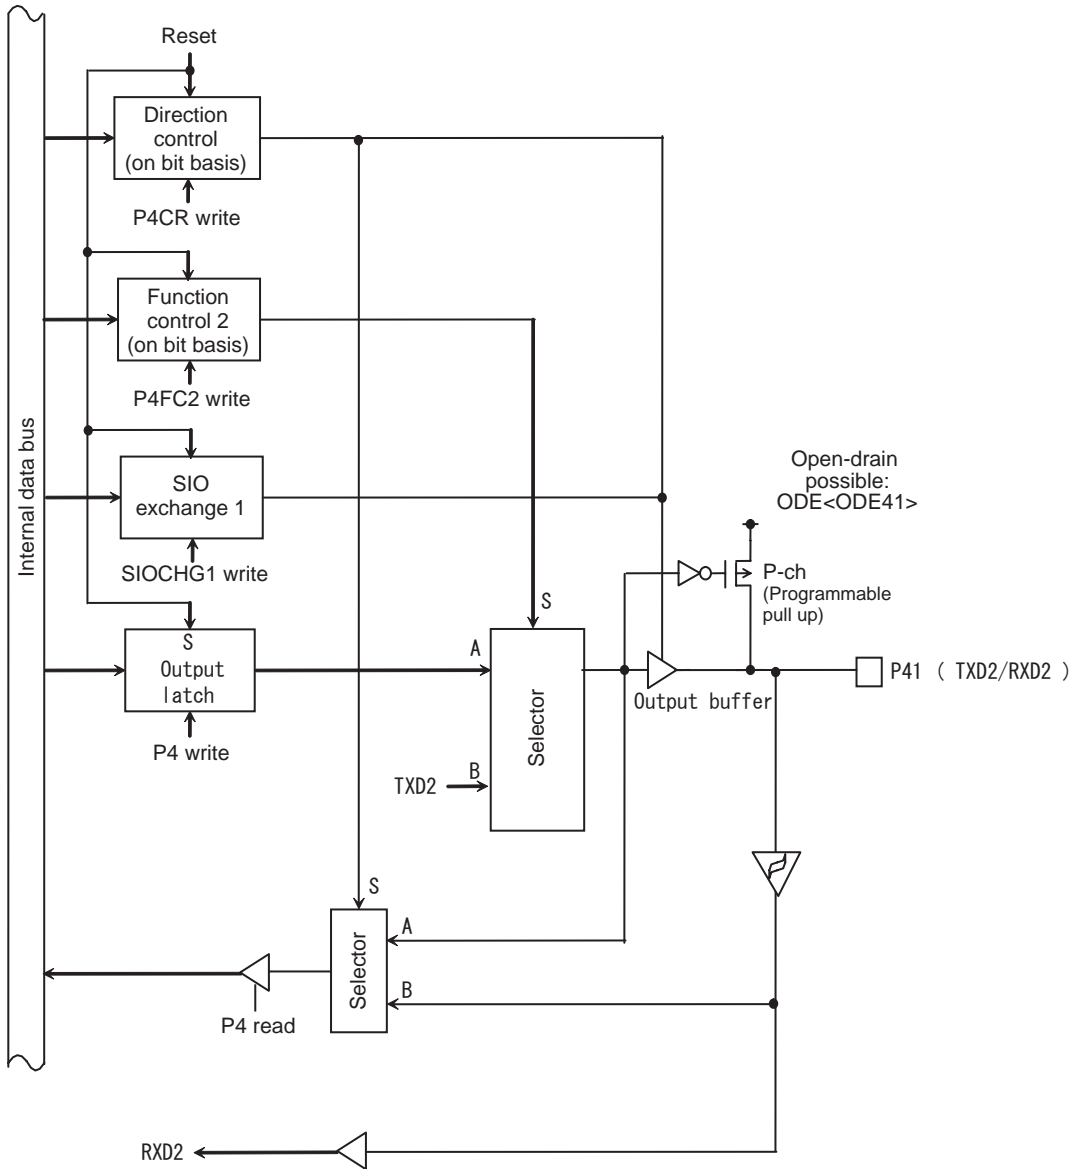 Reset
Direction
control
(on bit basis)
P4CR write
Function
control 2
(on bit basis)
P4FC2 write
Internal data bus
SIO
exchange 1
SIOCHG1 write
Open-drain
possible:
ODE<ODE41>
P-ch
(Programmable
pull up)
S
Output
latch
P4 write
S
A
B
TXD2
Selector
Output buffer
P41 ( TXD2/RXD2 )
S
A
B
Selector
P4 read
RXD2